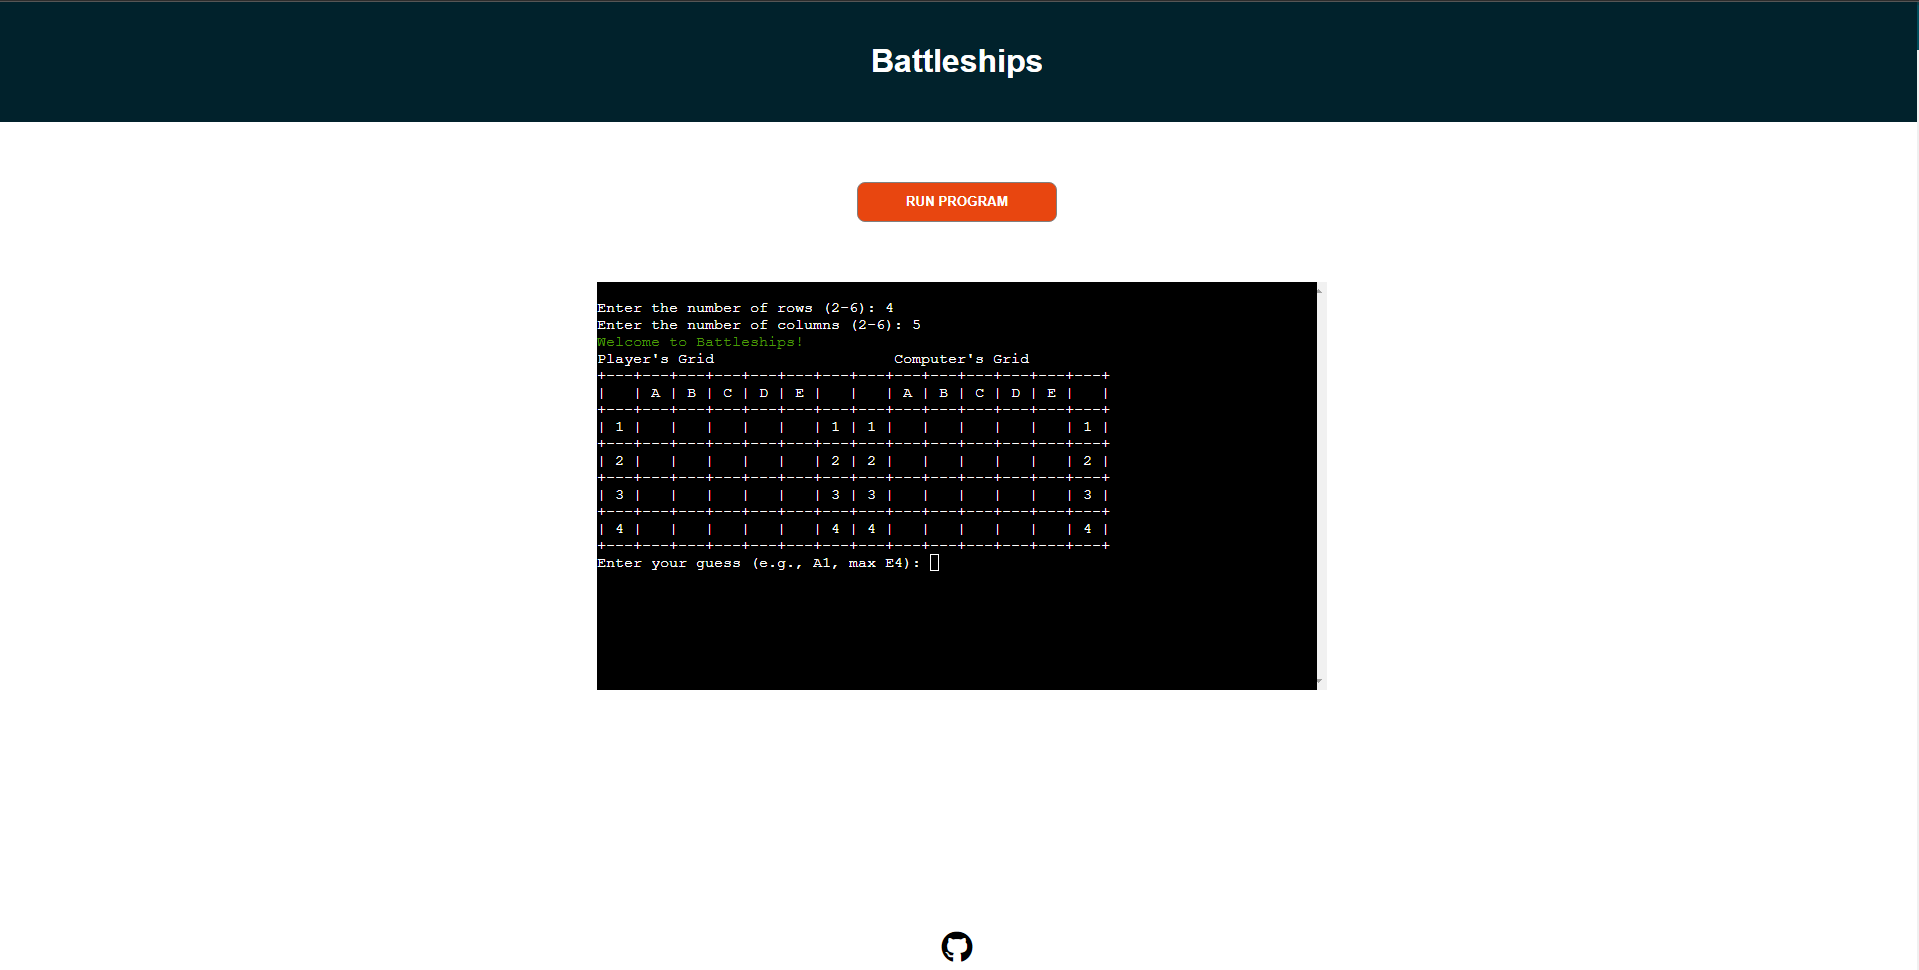 Battleships
RUN PROGRAM
Enter the number of rows (2-6): 4
Enter the number of columns (2-6): 5
Welcome to Battleships!
Player's Grid                    Computer's Grid
+---+---+---+---+---+---+---+---+---+---+---+---+---+---+
|   | A | B | C | D | E |   |   | A | B | C | D | E |   |
+---+---+---+---+---+---+---+---+---+---+---+---+---+---+
| 1 |   |   |   |   |   | 1 | 1 |   |   |   |   |   | 1 |
+---+---+---+---+---+---+---+---+---+---+---+---+---+---+
| 2 |   |   |   |   |   | 2 | 2 |   |   |   |   |   | 2 |
+---+---+---+---+---+---+---+---+---+---+---+---+---+---+
| 3 |   |   |   |   |   | 3 | 3 |   |   |   |   |   | 3 |
+---+---+---+---+---+---+---+---+---+---+---+---+---+---+
| 4 |   |   |   |   |   | 4 | 4 |   |   |   |   |   | 4 |
+---+---+---+---+---+---+---+---+---+---+---+---+---+---+
Enter your guess (e.g., A1, max E4):